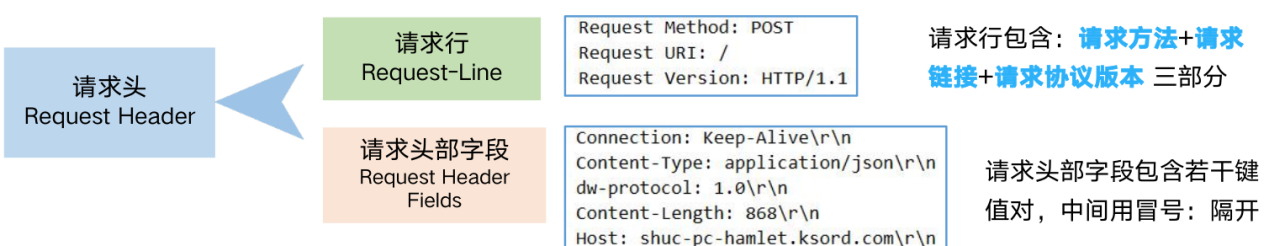 请求头
Request Header
请求行
Request-Line
Request Method: POST
Request URI: /
Request Version: HTTP/1.1
请求行包含：请求方法+请求
链接+请求协议版本 三部分
请求头部字段
Request Header
Fields
Connection: Keep-Alive\r\n
Content-Type: application/json\r\n
dw-protocol: 1.0\r\n
Content-Length: 868\r\n
Host: shuc-pc-hamlet.ksord.com\r\n
请求头部字段包含若干键
值对，中间用冒号：隔开